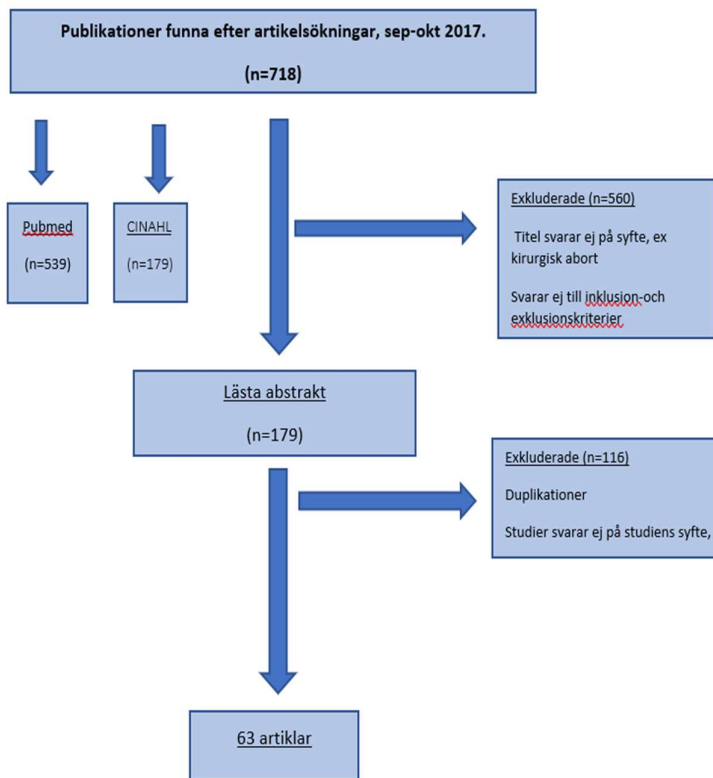 Publikationer funna efter artikelsökningar, sep-okt 2017.
(n=718)
Pubmed
(n=539)
CINAHL
(n=179)
Exkluderade (n=560)
Titel svarar ej på syfte, ex
kirurgisk abort
Svarar ej till inklusion-och
exklusionskriterier
Lästa abstrakt
(n=179)
Exkluderade (n=116)
Duplikationer
Studier svarar ej på studiens syfte,
63 artiklar